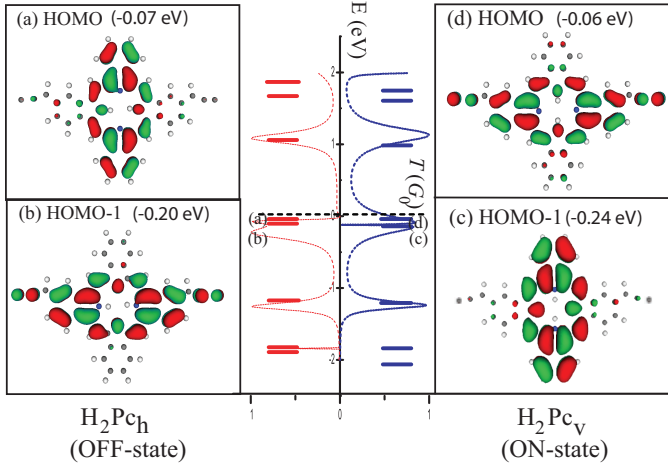 (a) HOMO (-0.07 eV)
(b) HOMO-1 (-0.20 eV)
H₂Pcₕ
(OFF-state)
E (eV)
T(G₀)
2
1
0
-1
-2
(a)
(b)
(d)
(c)
1
0
1
(d) HOMO (-0.06 eV)
(c) HOMO-1 (-0.24 eV)
H₂Pcᵥ
(ON-state)